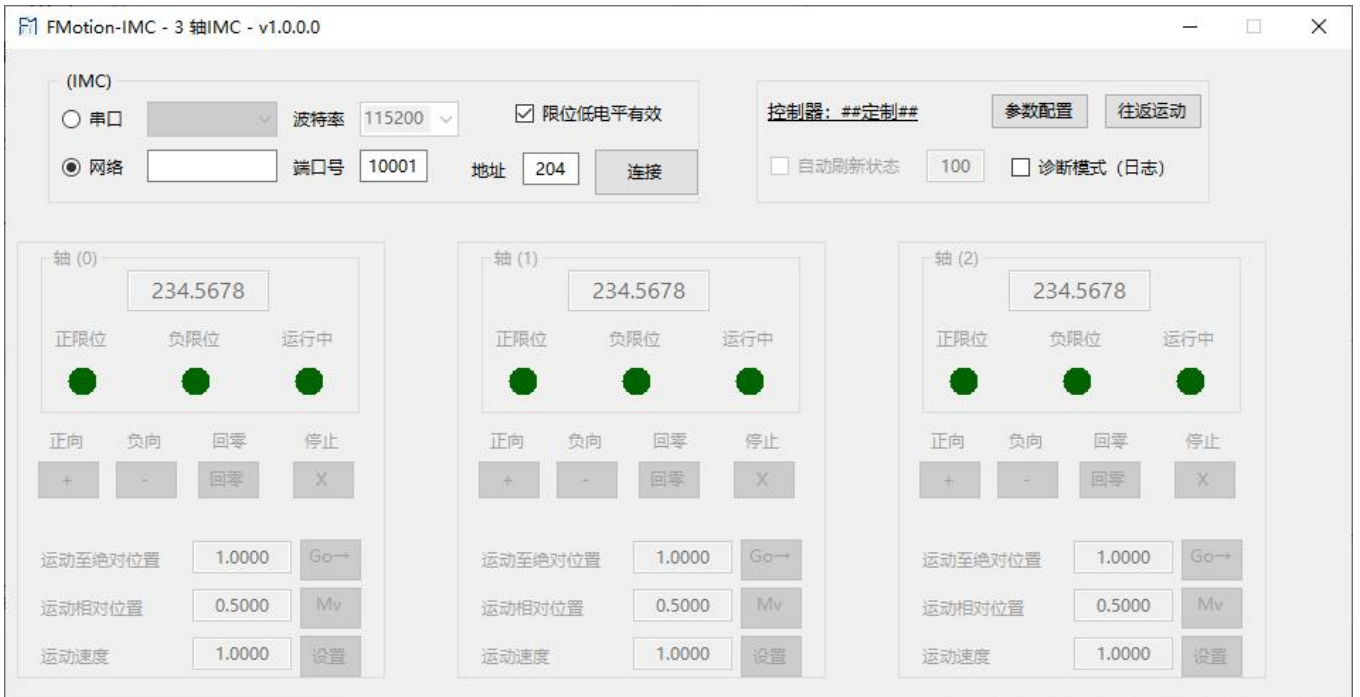 FMotion-IMC - 3 轴IMC - v1.0.0.0
(IMC)
串口 波特率 115200 限位低电平有效
网络 端口号 10001 地址 204 连接
控制器：##定制## 参数配置 往返运动
自动刷新状态 100 诊断模式（日志）
轴 (0)
234.5678
正限位 负限位 运行中
正向 负向 回零 停止
+ - 回零 X
运动至绝对位置 1.0000 Go→
运动相对位置 0.5000 Mv
运动速度 1.0000 设置
轴 (1)
234.5678
正限位 负限位 运行中
正向 负向 回零 停止
+ - 回零 X
运动至绝对位置 1.0000 Go→
运动相对位置 0.5000 Mv
运动速度 1.0000 设置
轴 (2)
234.5678
正限位 负限位 运行中
正向 负向 回零 停止
+ - 回零 X
运动至绝对位置 1.0000 Go→
运动相对位置 0.5000 Mv
运动速度 1.0000 设置